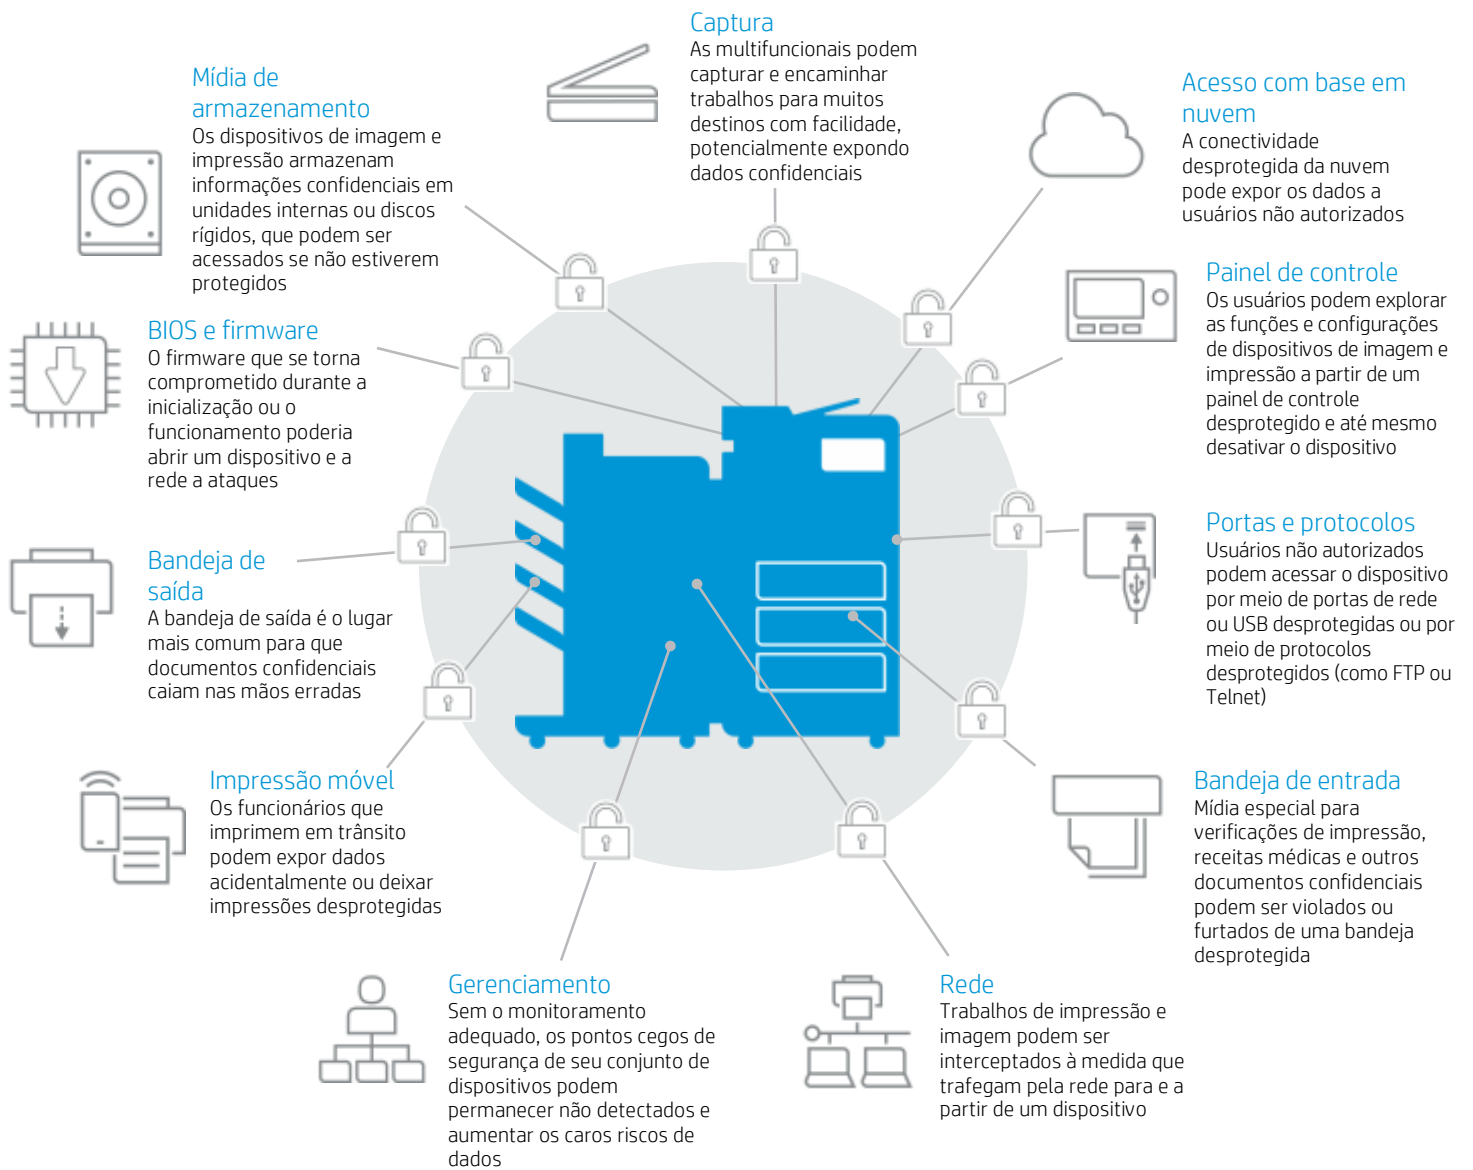 Captura
As multifuncionais podem
capturar e encaminhar
trabalhos para muitos
destinos com facilidade,
potencialmente expondo
dados confidenciais
Mídia de
armazenamento
Os dispositivos de imagem e
impressão armazenam
informações confidenciais em
unidades internas ou discos
rígidos, que podem ser
acessados se não estiverem
protegidos
Acesso com base em
nuvem
A conectividade
desprotegida da nuvem
pode expor os dados a
usuários não autorizados
BIOS e firmware
O firmware que se torna
comprometido durante a
inicialização ou o
funcionamento poderia
abrir um dispositivo e a
rede a ataques
Painel de controle
Os usuários podem explorar
as funções e configurações
de dispositivos de imagem e
impressão a partir de um
painel de controle
desprotegido e até mesmo
desativar o dispositivo
Bandeja de
saída
A bandeja de saída é o lugar
mais comum para que
documentos confidenciais
caiam nas mãos erradas
Portas e protocolos
Usuários não autorizados
podem acessar o dispositivo
por meio de portas de rede
ou USB desprotegidas ou por
meio de protocolos
desprotegidos (como FTP ou
Telnet)
Impressão móvel
Os funcionários que
imprimem em trânsito
podem expor dados
acidentalmente ou deixar
impressões desprotegidas
Bandeja de entrada
Mídia especial para
verificações de impressão,
receitas médicas e outros
documentos confidenciais
podem ser violados ou
furtados de uma bandeja
desprotegida
Gerenciamento
Sem o monitoramento
adequado, os pontos cegos de
segurança de seu conjunto de
dispositivos podem
permanecer não detectados e
aumentar os caros riscos de
dados
Rede
Trabalhos de impressão e
imagem podem ser
interceptados à medida que
trafegam pela rede para e a
partir de um dispositivo